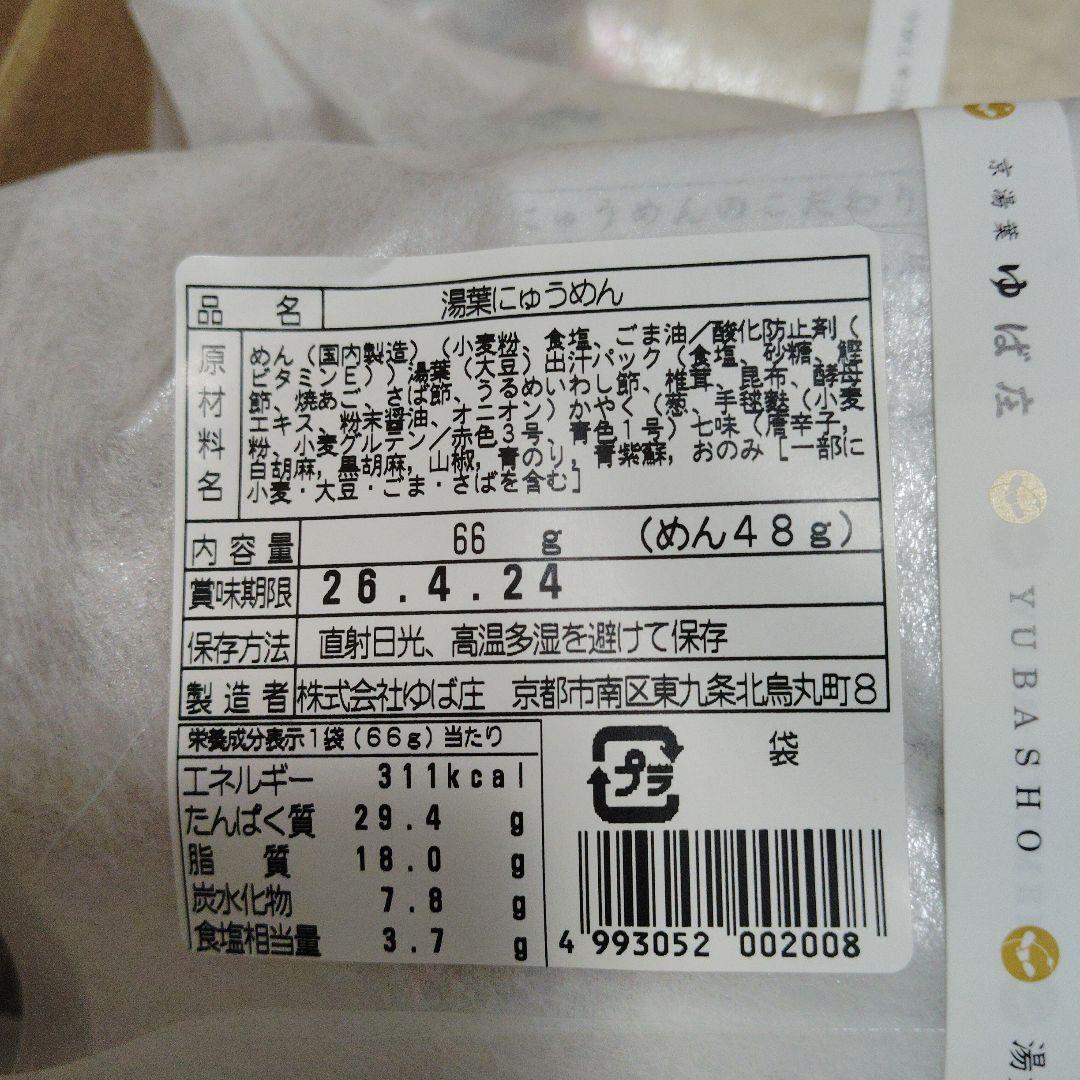 にゅうめんのこだわり
品名 湯葉にゅうめん
原材料名
めん（国内製造）（小麦粉、食塩、ごま油／酸化防止剤（
ビタミンE））湯葉（大豆）出汁パック（食塩、砂糖、鰹
節、焼あご、さば節、うるめいわし節、椎茸、昆布、酵母
エキス、粉末醤油、オニオン）かやく（葱、手毬麩（小麦
粉、小麦グルテン／赤色3号、青色1号）七味（唐辛子，
白胡麻，黒胡麻，山椒，青のり，青紫蘇，おのみ［一部に
小麦・大豆・ごま・さばを含む］
内容量 66 g （めん48g）
賞味期限 26.4.24
保存方法 直射日光、高温多湿を避けて保存
製造者 株式会社ゆば庄 京都市南区東九条北烏丸町8
栄養成分表示1袋（66g）当たり
エネルギー 311kcal
たんぱく質 29.4 g
脂質 18.0 g
炭水化物 7.8 g
食塩相当量 3.7 g
プラ
袋
4 993052 002008
京湯葉 ゆば庄
YUBASHO
湯